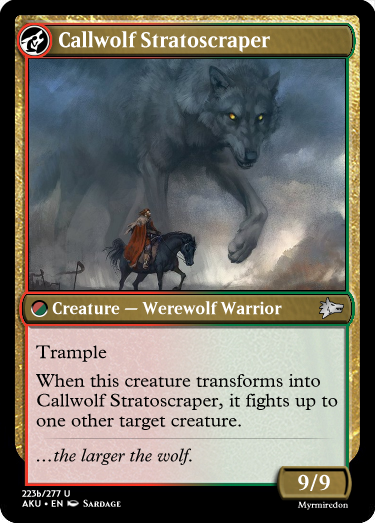 Callwolf Stratoscraper
Creature — Werewolf Warrior
Trample
When this creature transforms into
Callwolf Stratoscraper, it fights up to
one other target creature.
…the larger the wolf.
9/9
223b/277 U
AKU • EN Sardage
Myrmiredon